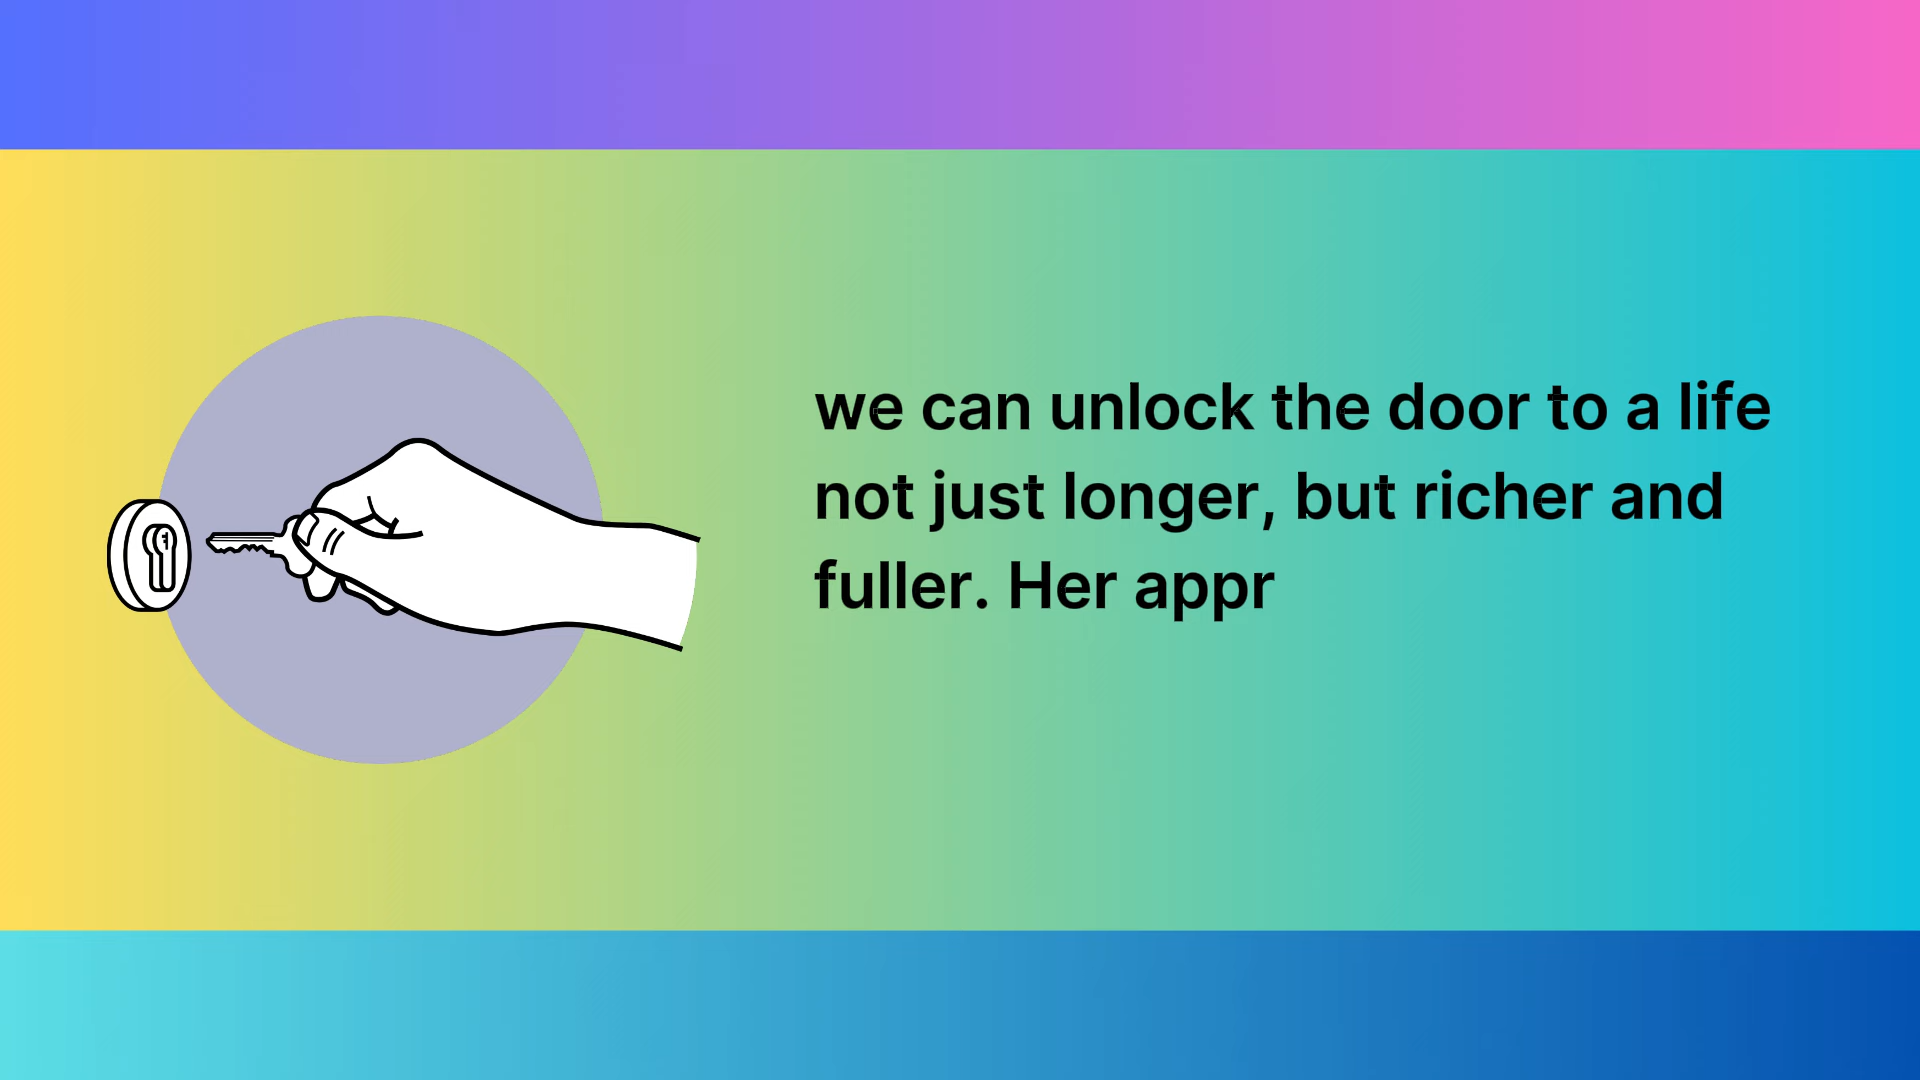 we can unlock the door to a life
not just longer, but richer and
fuller. Her appr